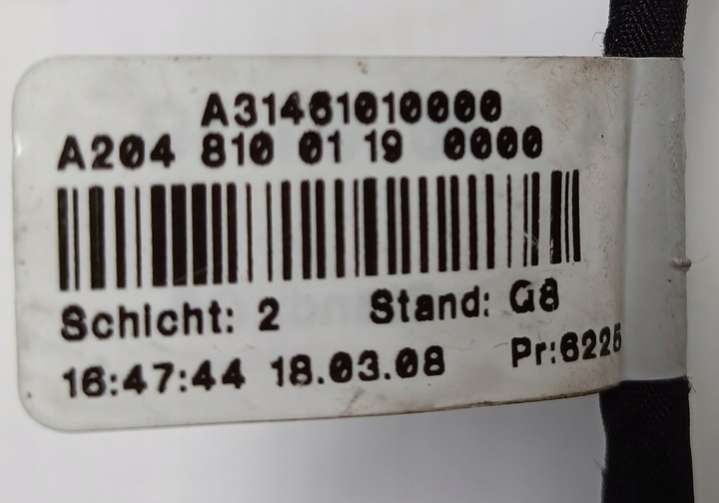 A31461010000
A204 810 01 19 0000
Schicht: 2 Stand: G8
16:47:44 18.03.08 Pr:6225